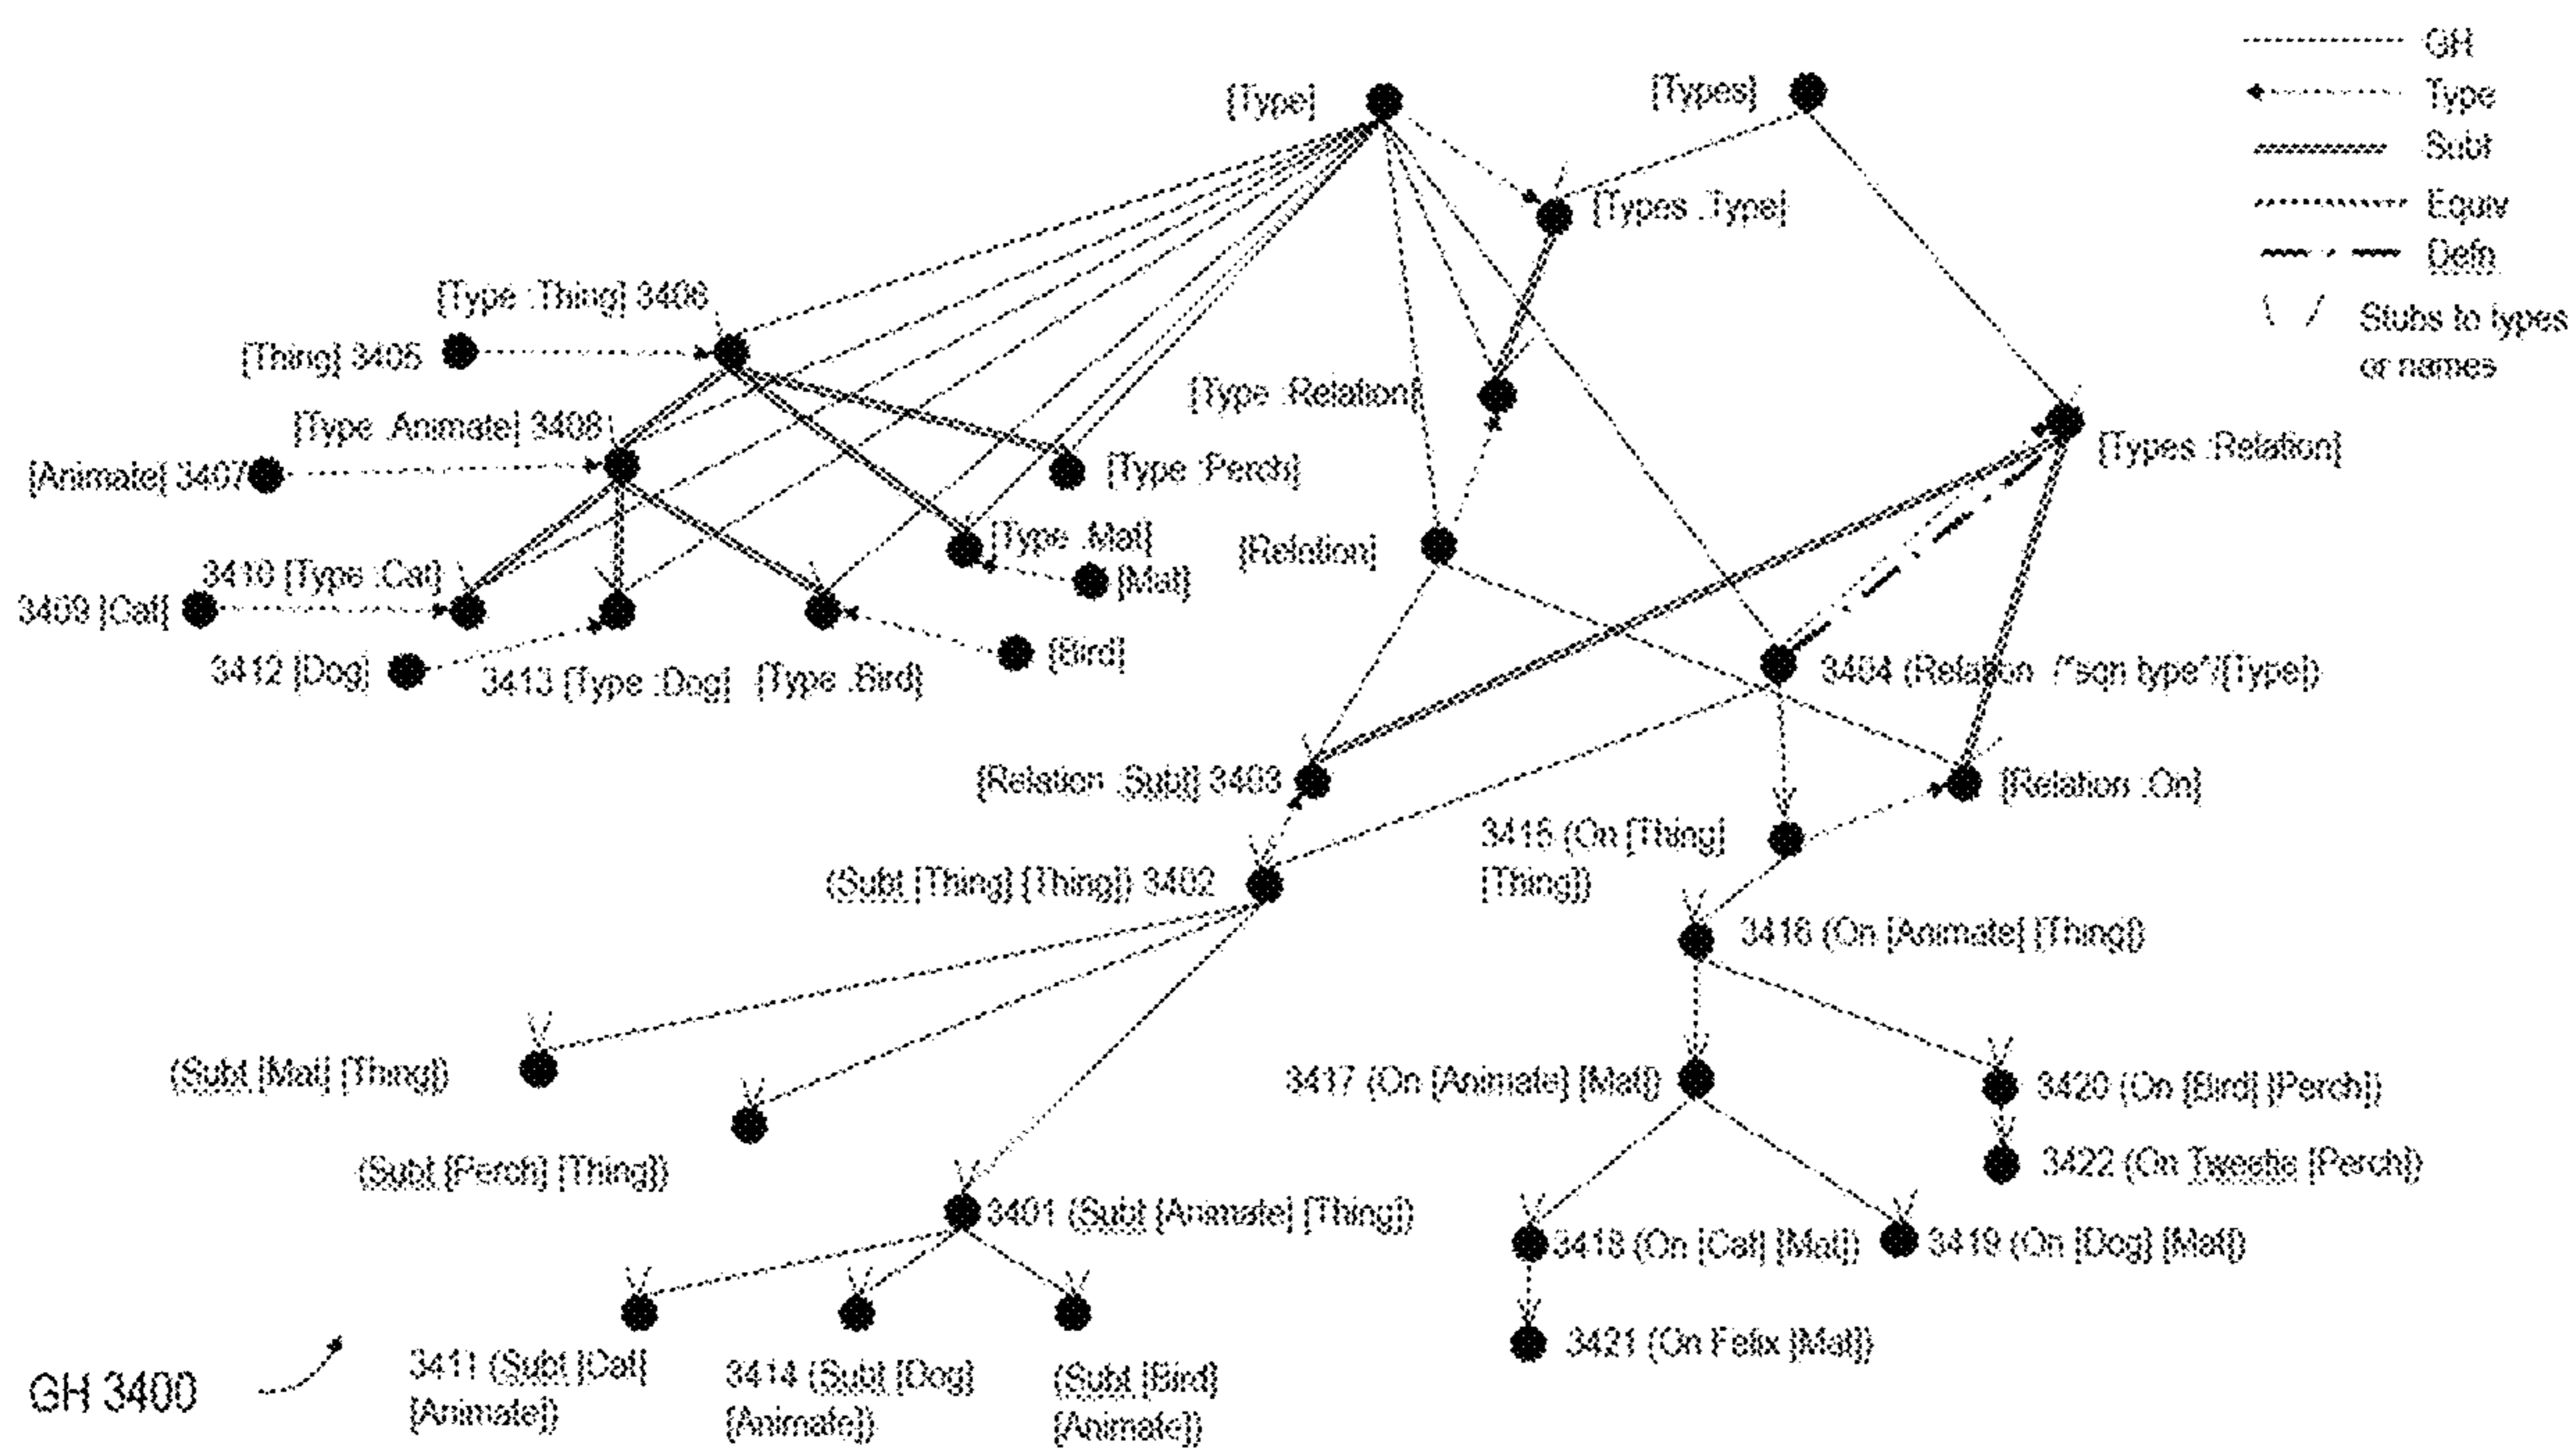 GH
[Type]
[Types]
Type
Subt
[Types :Type]
Equiv
Defn
[Type :Thing] 3406
Stubs to types
or names
[Thing] 3405
[Type :Relation]
[Type :Animate] 3408
[Types :Relation]
[Animate] 3407
[Type :Perch]
[Type :Mat]
[Relation]
3410 [Type :Cat]
[Mat]
3409 [Cat]
[Bird]
3412 [Dog]
3413 [Type :Dog]
[Type :Bird]
3404 (Relation /*sqn type*/[Type])
[Relation :Subt] 3403
[Relation :On]
3415 (On [Thing]
[Thing])
(Subt [Thing] [Thing]) 3402
3416 (On [Animate] [Thing])
(Subt [Mat] [Thing])
3417 (On [Animate] [Mat])
3420 (On [Bird] [Perch])
(Subt [Perch] [Thing])
3422 (On Tweetie [Perch])
3401 (Subt [Animate] [Thing])
3418 (On [Cat] [Mat])
3419 (On [Dog] [Mat])
3421 (On Felix [Mat])
GH 3400
3411 (Subt [Cat]
[Animate])
3414 (Subt [Dog]
[Animate])
(Subt [Bird]
[Animate])